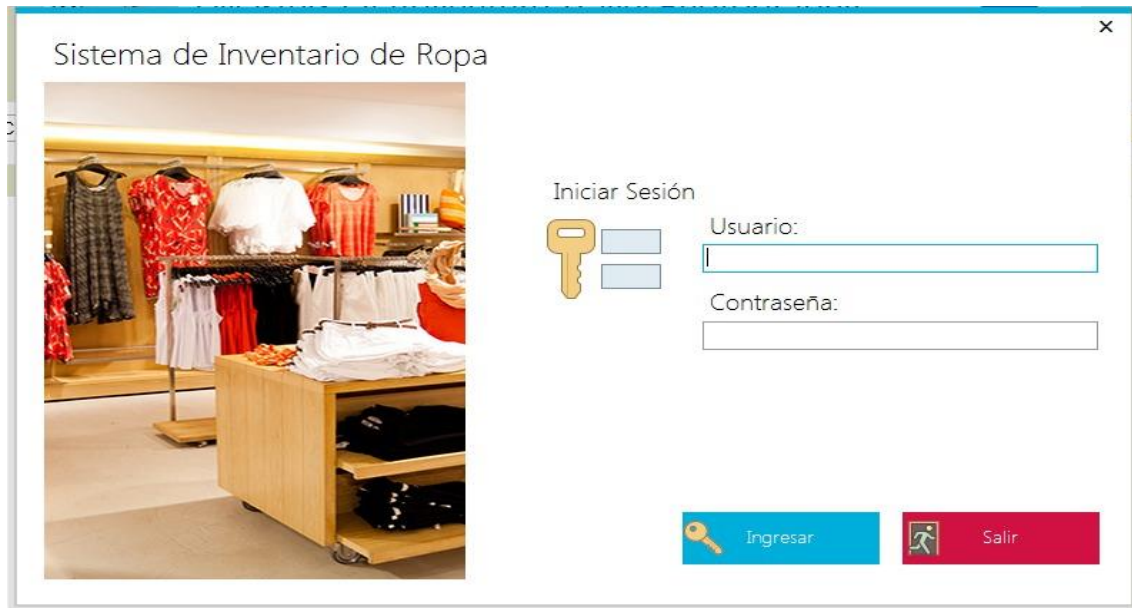 Sistema de Inventario de Ropa
Iniciar Sesión
Usuario:
Contraseña:
Ingresar
Salir